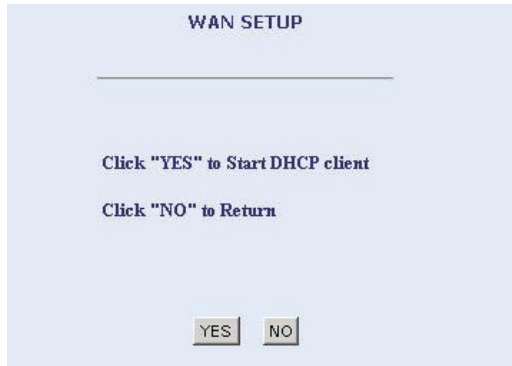 WAN SETUP
Click "YES" to Start DHCP client
Click "NO" to Return
YES NO